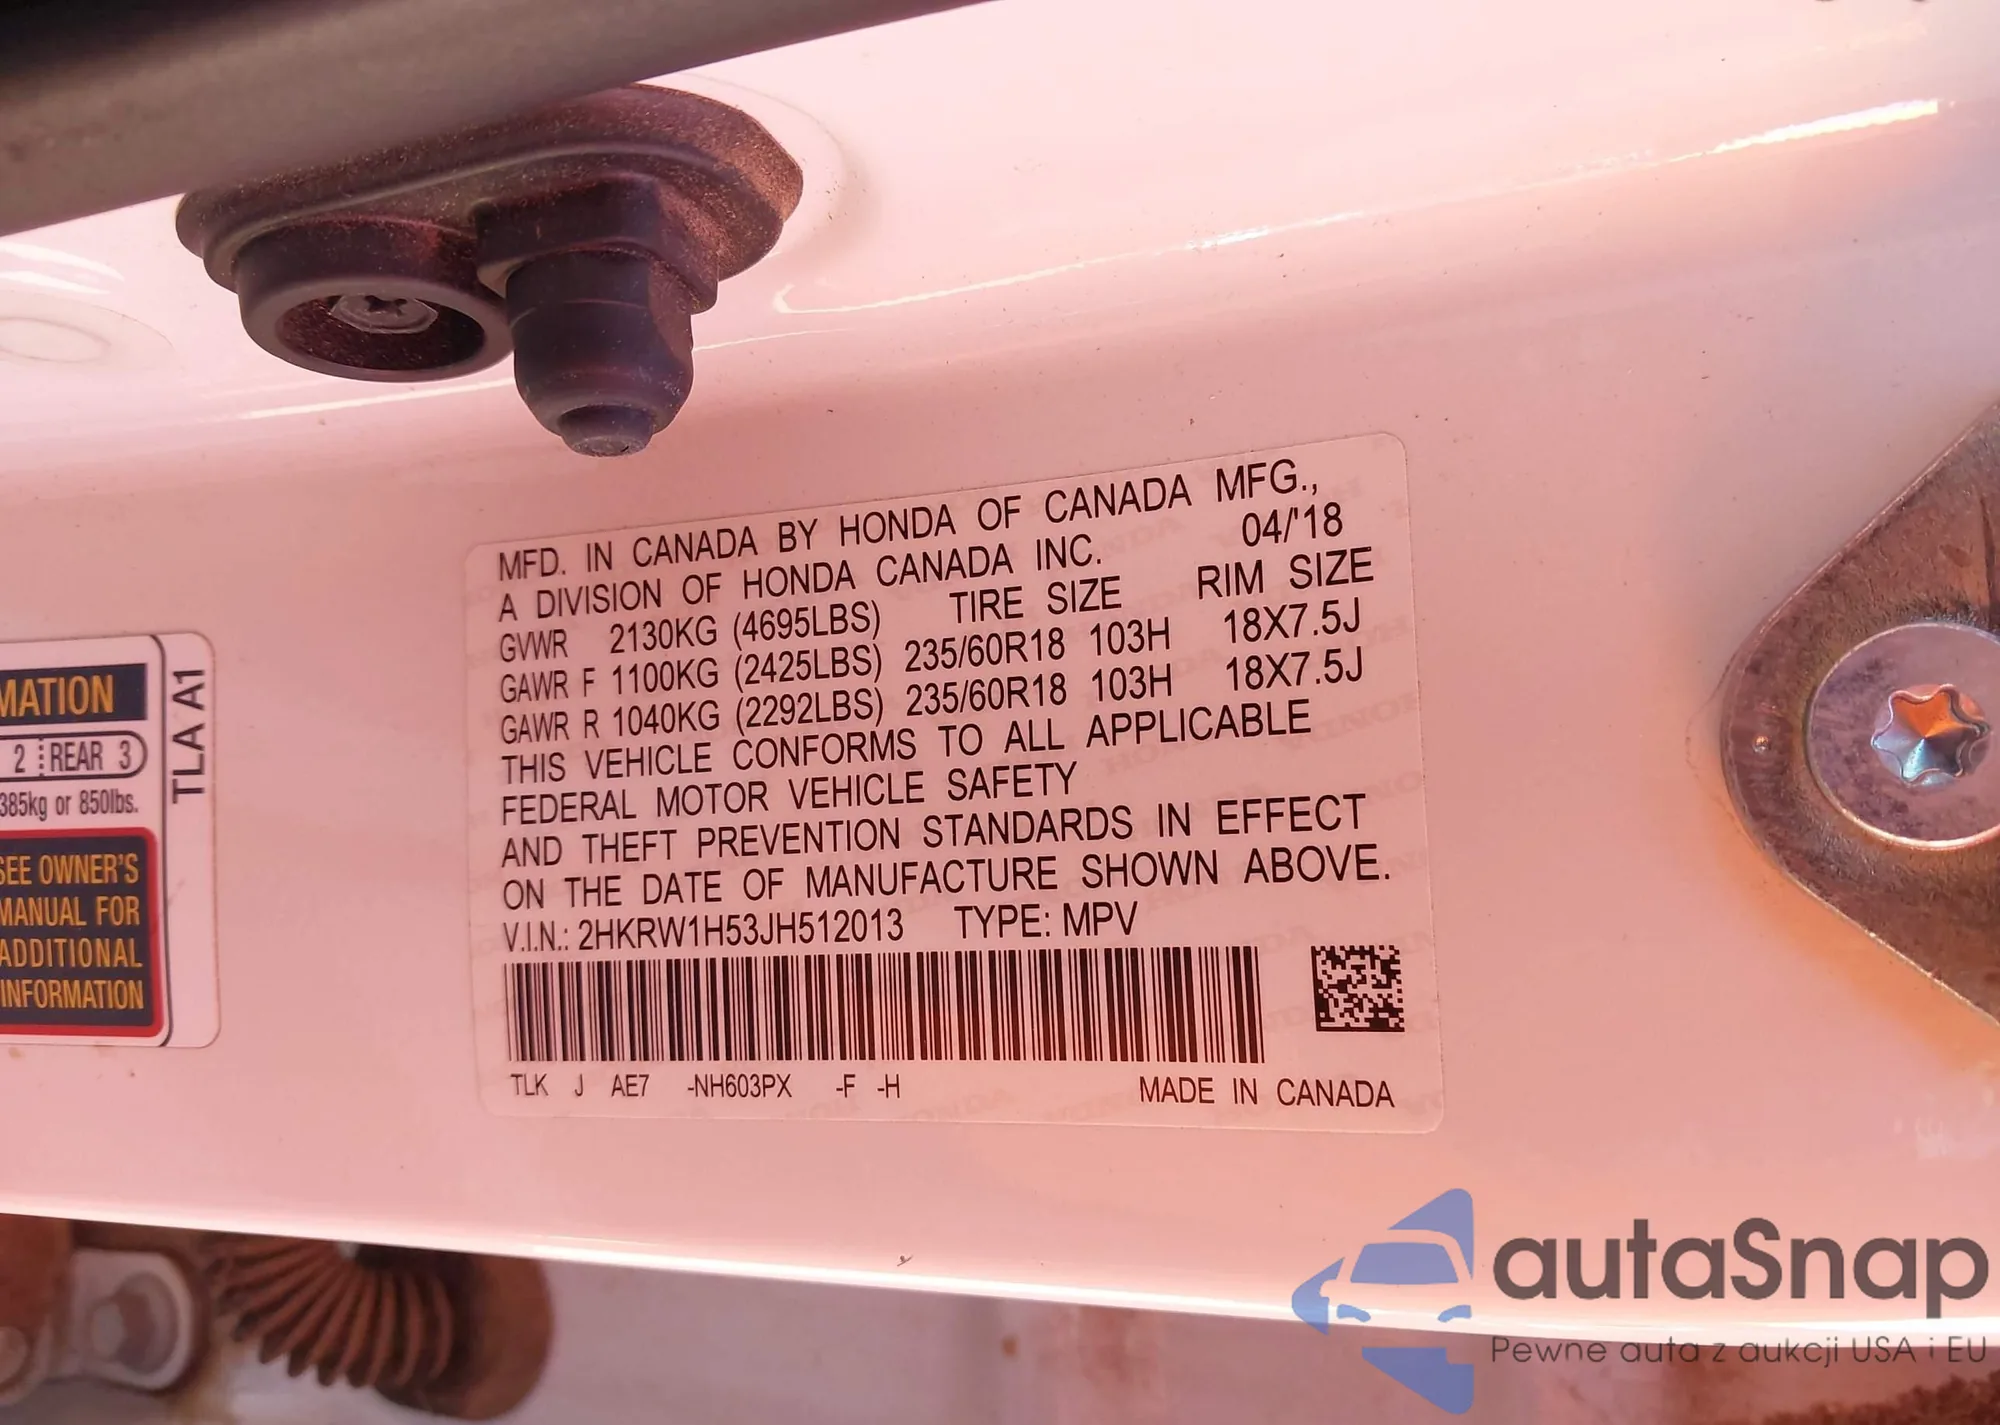 MFD. IN CANADA BY HONDA OF CANADA MFG.,
A DIVISION OF HONDA CANADA INC. 04/'18
GVWR 2130KG (4695LBS) TIRE SIZE RIM SIZE
GAWR F 1100KG (2425LBS) 235/60R18 103H 18X7.5J
GAWR R 1040KG (2292LBS) 235/60R18 103H 18X7.5J
THIS VEHICLE CONFORMS TO ALL APPLICABLE
FEDERAL MOTOR VEHICLE SAFETY
AND THEFT PREVENTION STANDARDS IN EFFECT
ON THE DATE OF MANUFACTURE SHOWN ABOVE.
V.I.N.: 2HKRW1H53JH512013 TYPE: MPV
TLK J AE7 -NH603PX -F -H MADE IN CANADA
MATION
2 REAR 3
385kg or 850lbs.
SEE OWNER'S
MANUAL FOR
ADDITIONAL
INFORMATION
TLA A1
autaSnap
Pewne auta z aukcji USA i EU